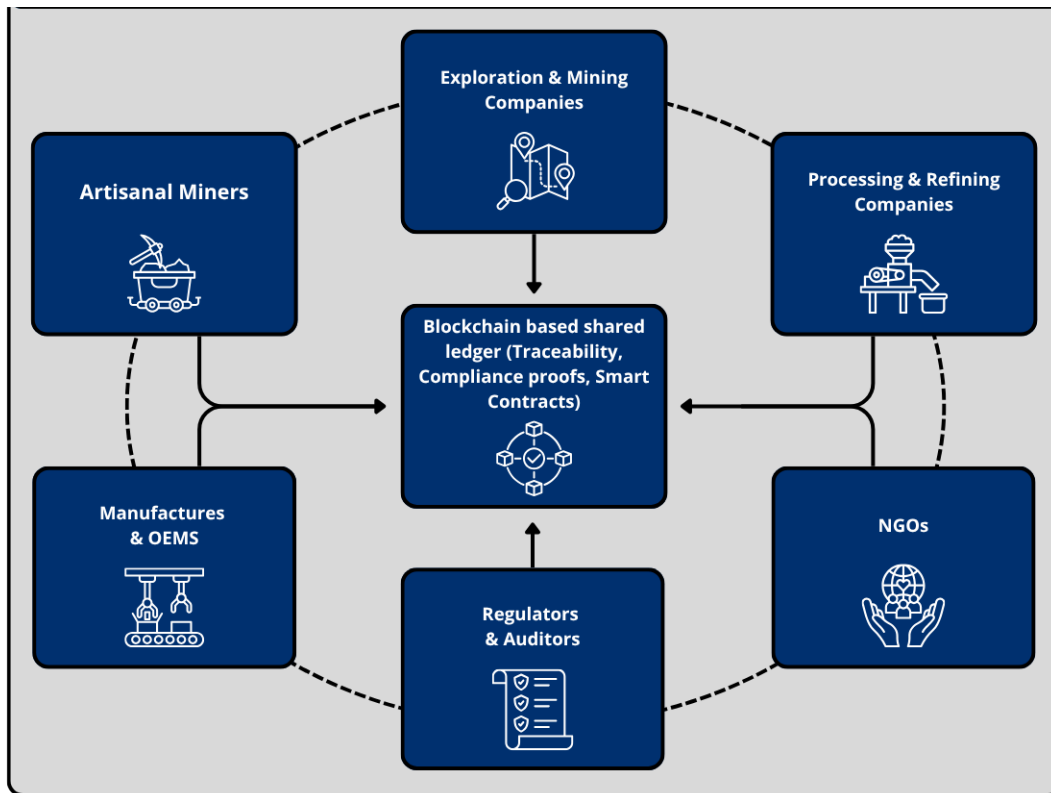 Exploration & Mining
Companies
Artisanal Miners
Processing & Refining
Companies
Blockchain based shared
ledger (Traceability,
Compliance proofs, Smart
Contracts)
Manufactures
& OEMS
NGOs
Regulators
& Auditors